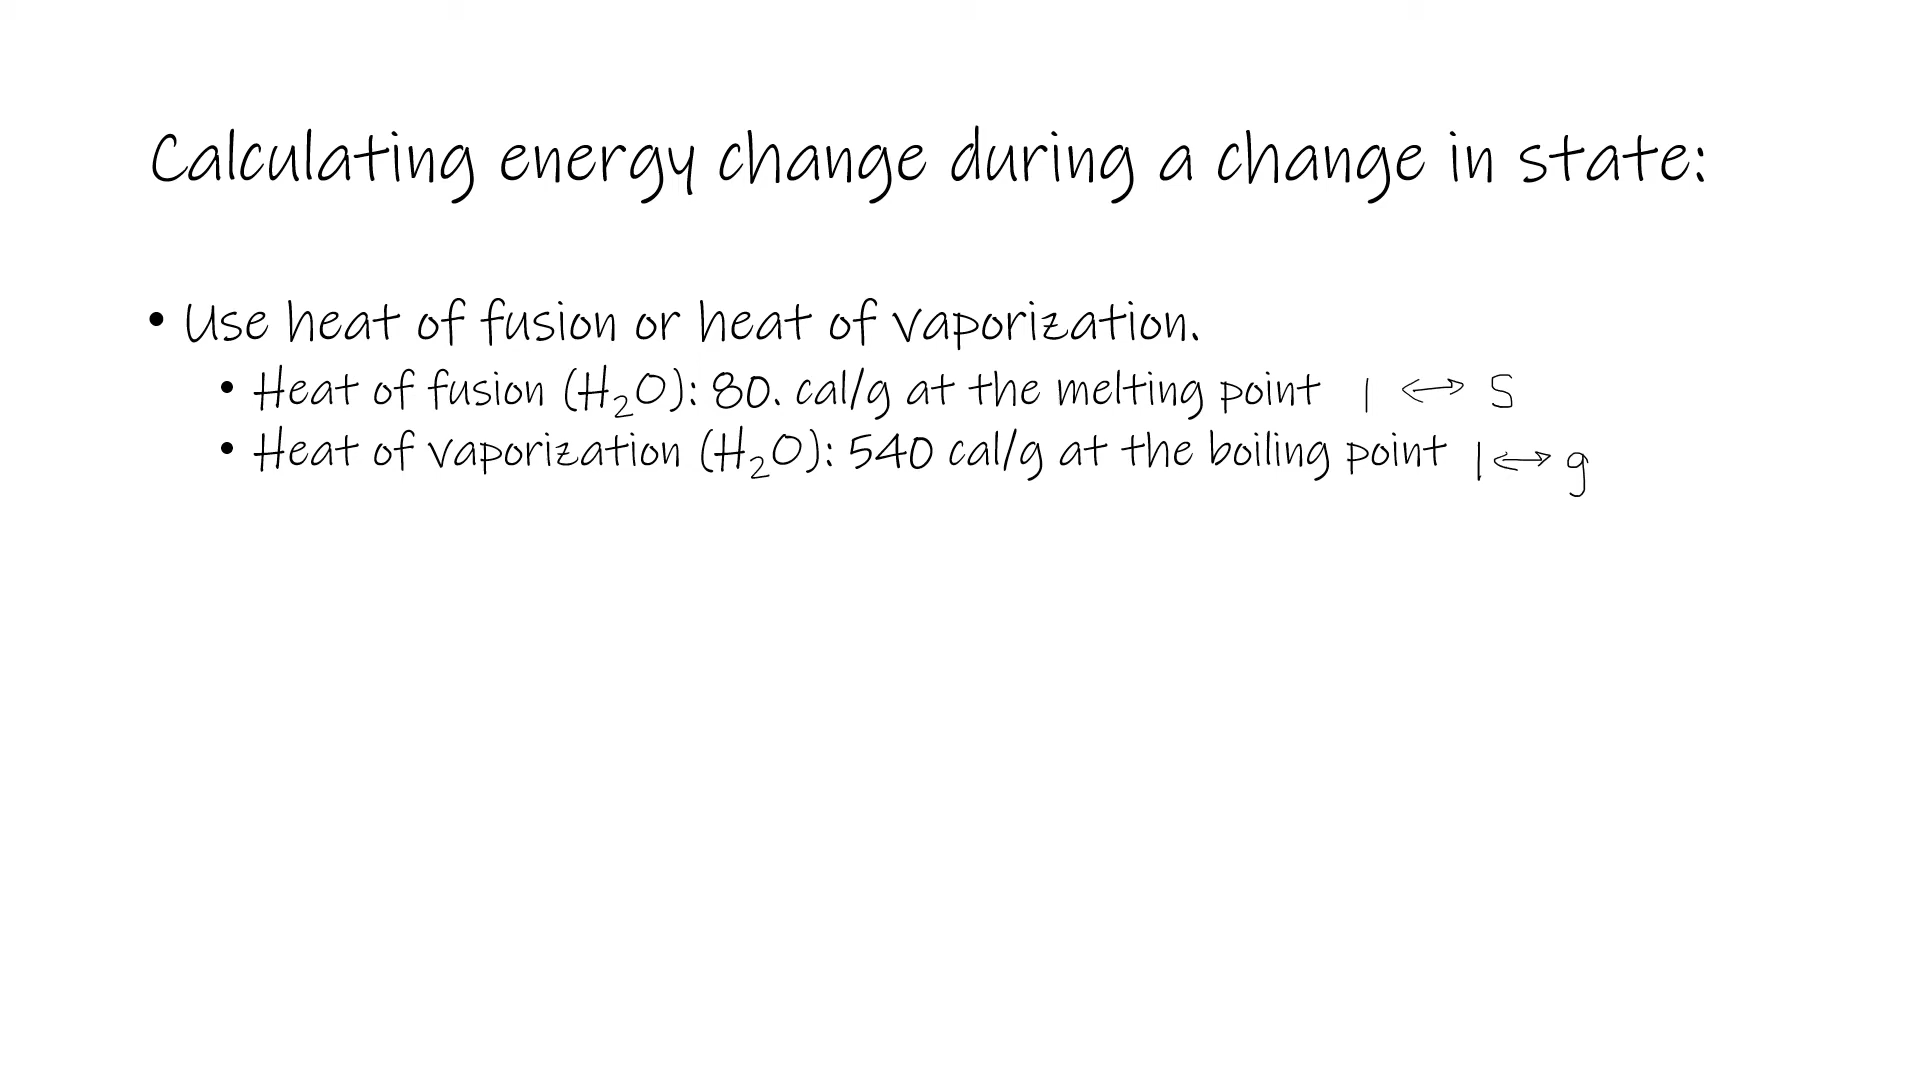 Calculating energy change during a change in state:
• Use heat of fusion or heat of vaporization.
• Heat of fusion (H₂O): 80. cal/g at the melting point l ↔ s
• Heat of vaporization (H₂O): 540 cal/g at the boiling point l ↔ g